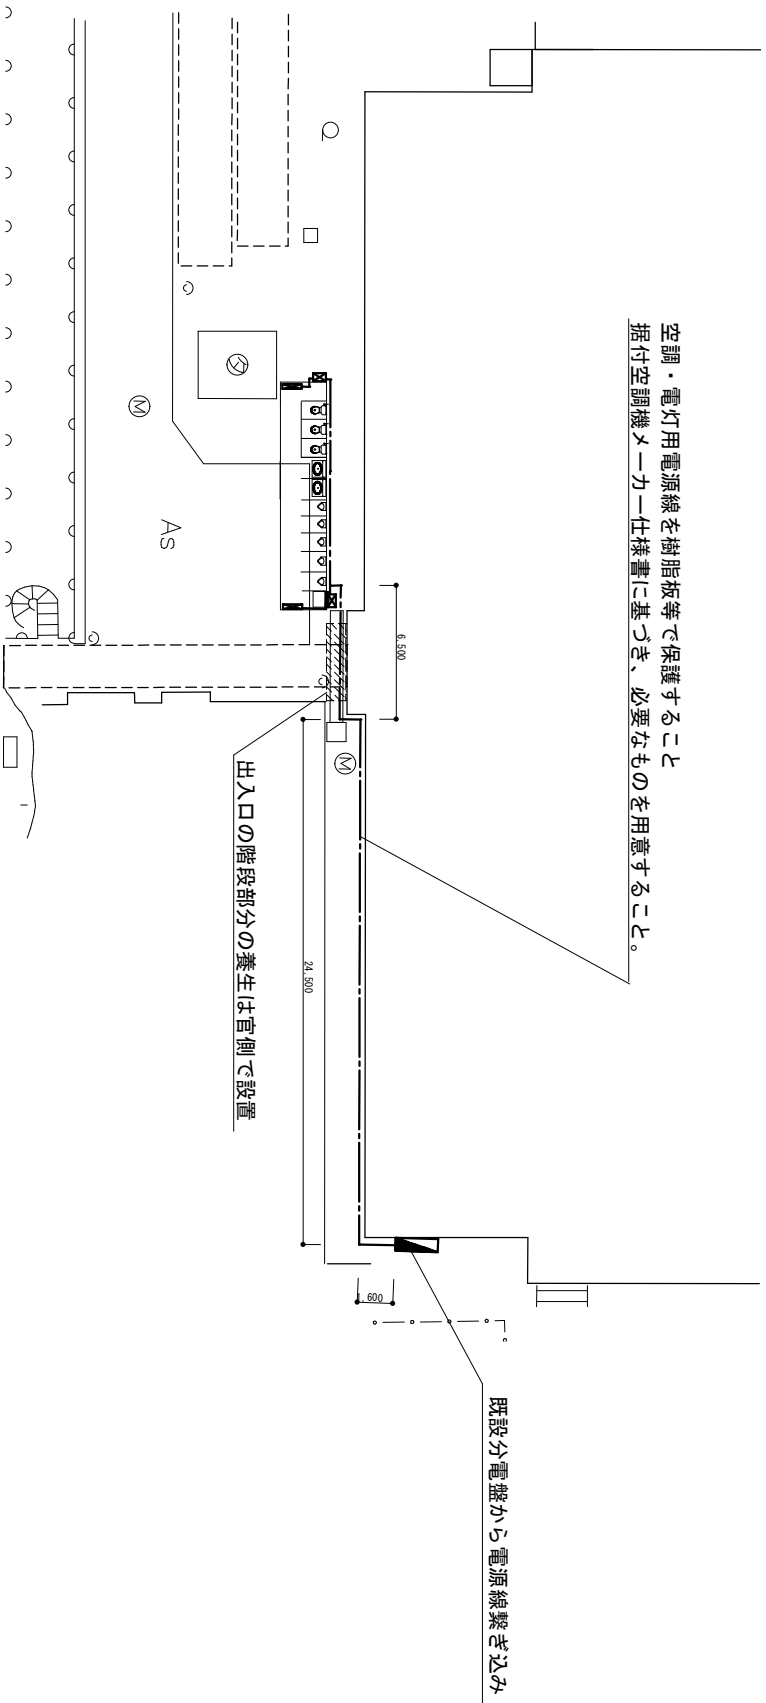 空調・電灯用電源線を樹脂板等で保護すること
据付空調機メーカー仕様書に基づき、必要なものを用意すること。
タ
M
As
6,500
M
出入口の階段部分の養生は官側で設置
24,500
1,600
既設分電盤から電源線繋ぎ込み